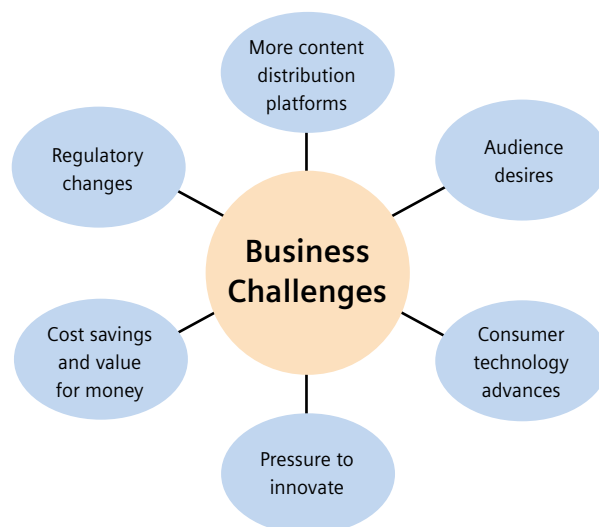 More content
distribution
platforms
Regulatory
changes
Audience
desires
Business
Challenges
Cost savings
and value
for money
Consumer
technology
advances
Pressure to
innovate